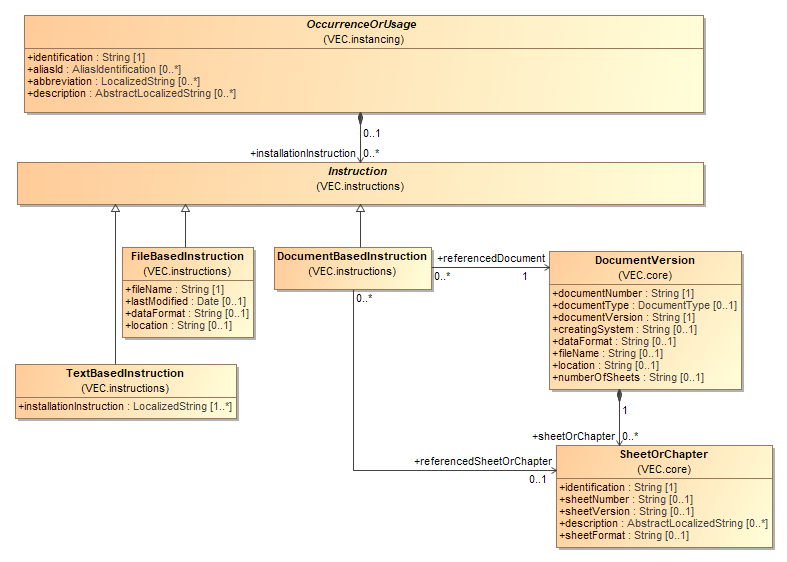 OccurrenceOrUsage
(VEC.instancing)
+identification : String [1]
+aliasId : AliasIdentification [0..*]
+abbreviation : LocalizedString [0..*]
+description : AbstractLocalizedString [0..*]
0..1
+installationInstruction 0..*
Instruction
(VEC.instructions)
FileBasedInstruction
(VEC.instructions)
+fileName : String [1]
+lastModified : Date [0..1]
+dataFormat : String [0..1]
+location : String [0..1]
DocumentBasedInstruction
(VEC.instructions)
+referencedDocument
0..* 1
0..*
DocumentVersion
(VEC.core)
+documentNumber : String [1]
+documentType : DocumentType [0..1]
+documentVersion : String [1]
+creatingSystem : String [0..1]
+dataFormat : String [0..1]
+fileName : String [0..1]
+location : String [0..1]
+numberOfSheets : String [0..1]
TextBasedInstruction
(VEC.instructions)
+installationInstruction : LocalizedString [1..*]
1
+sheetOrChapter 0..*
+referencedSheetOrChapter
0..1
SheetOrChapter
(VEC.core)
+identification : String [1]
+sheetNumber : String [0..1]
+sheetVersion : String [0..1]
+description : AbstractLocalizedString [0..*]
+sheetFormat : String [0..1]